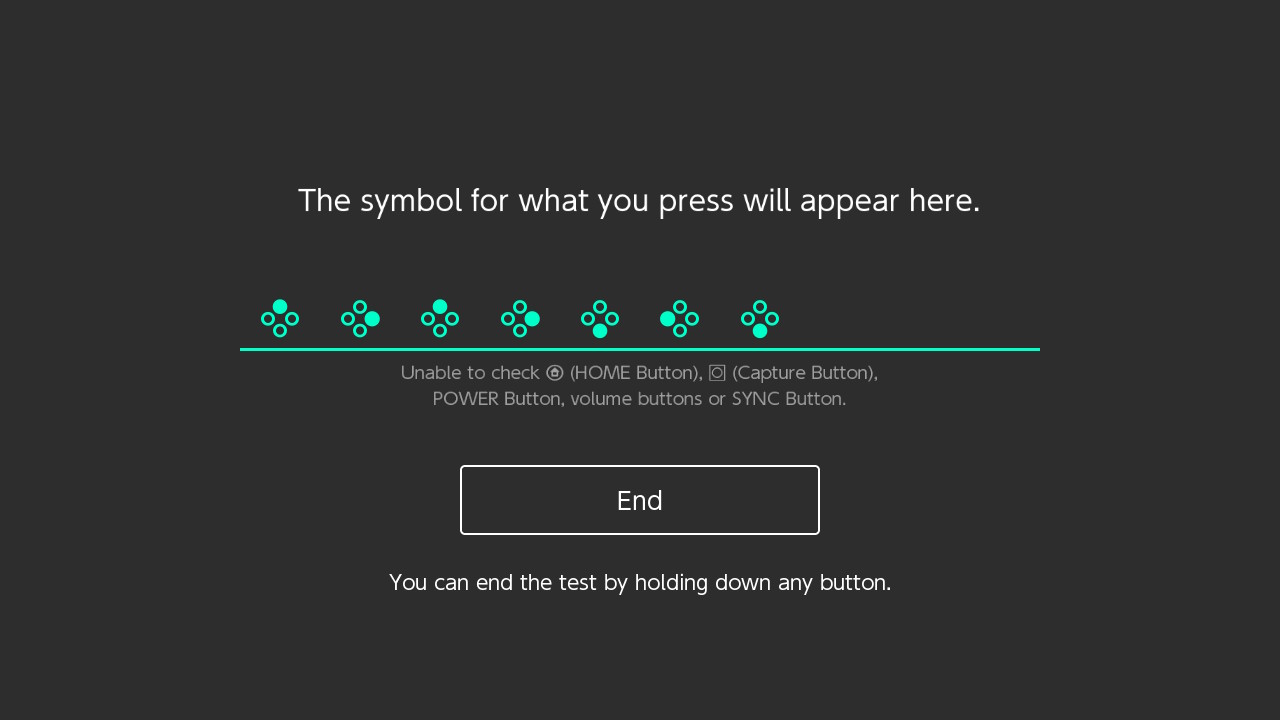 The symbol for what you press will appear here.
Unable to check (HOME Button), (Capture Button),
POWER Button, volume buttons or SYNC Button.
End
You can end the test by holding down any button.